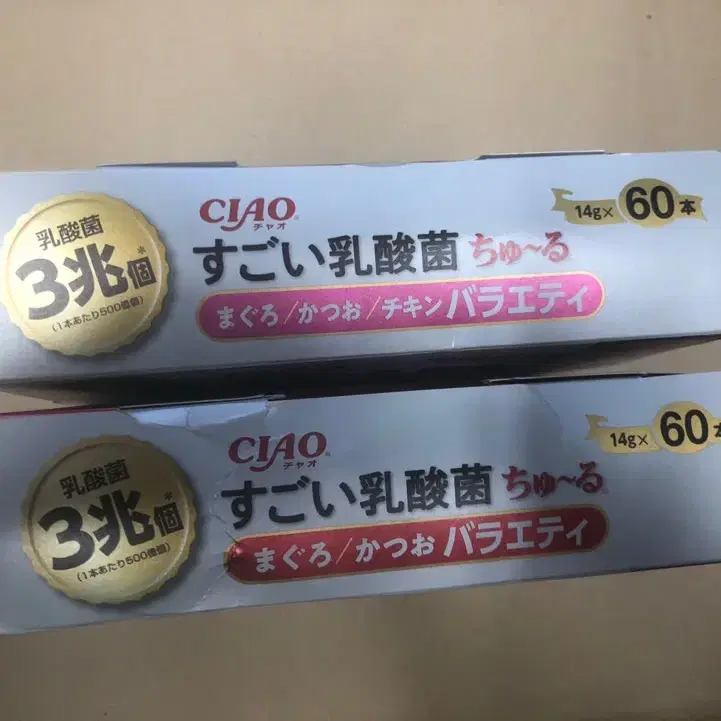 乳酸菌
3兆個※
(1本あたり500億個)
CIAO®
チャオ
すごい乳酸菌 ちゅ〜る®
まぐろ/かつお/チキン バラエティ
14g× 60本
乳酸菌
3兆個※
(1本あたり500億個)
CIAO®
チャオ
すごい乳酸菌 ちゅ〜る®
まぐろ/かつお バラエティ
14g× 60本